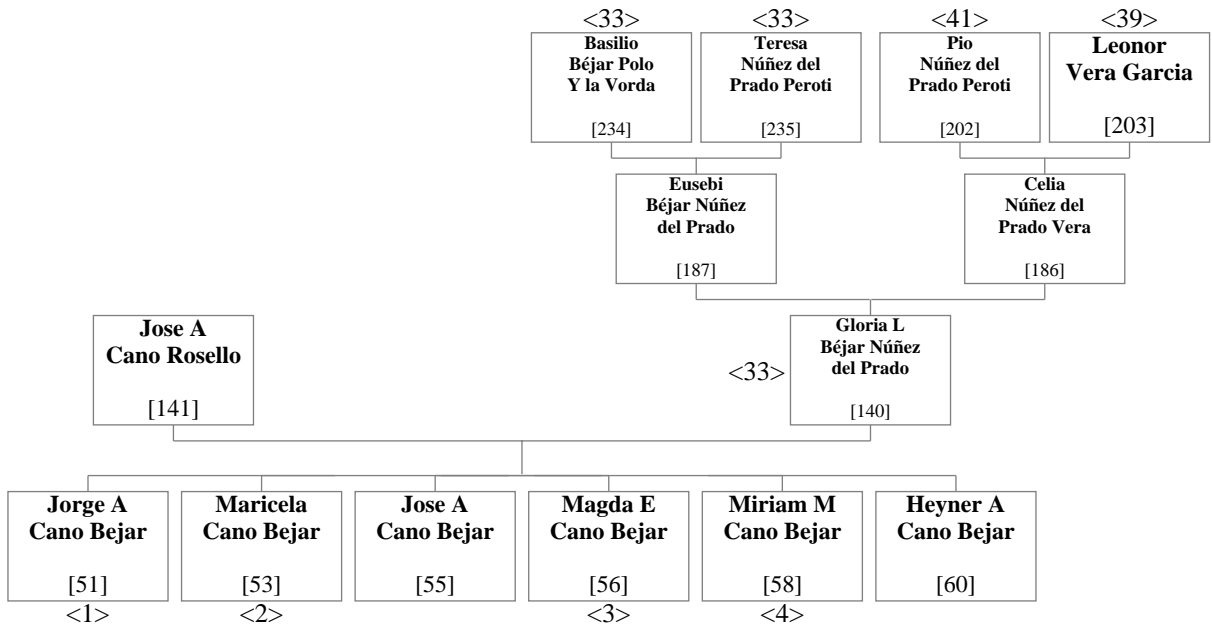 <33>
Basilio
Béjar Polo
Y la Vorda
[234]
<33>
Teresa
Núñez del
Prado Peroti
[235]
<41>
Pio
Núñez del
Prado Peroti
[202]
<39>
Leonor
Vera Garcia
[203]
Eusebi
Béjar Núñez
del Prado
[187]
Celia
Núñez del
Prado Vera
[186]
Jose A
Cano Rosello
[141]
<33>
Gloria L
Béjar Núñez
del Prado
[140]
Jorge A
Cano Bejar
[51]
<1>
Maricela
Cano Bejar
[53]
<2>
Jose A
Cano Bejar
[55]
Magda E
Cano Bejar
[56]
<3>
Miriam M
Cano Bejar
[58]
<4>
Heyner A
Cano Bejar
[60]